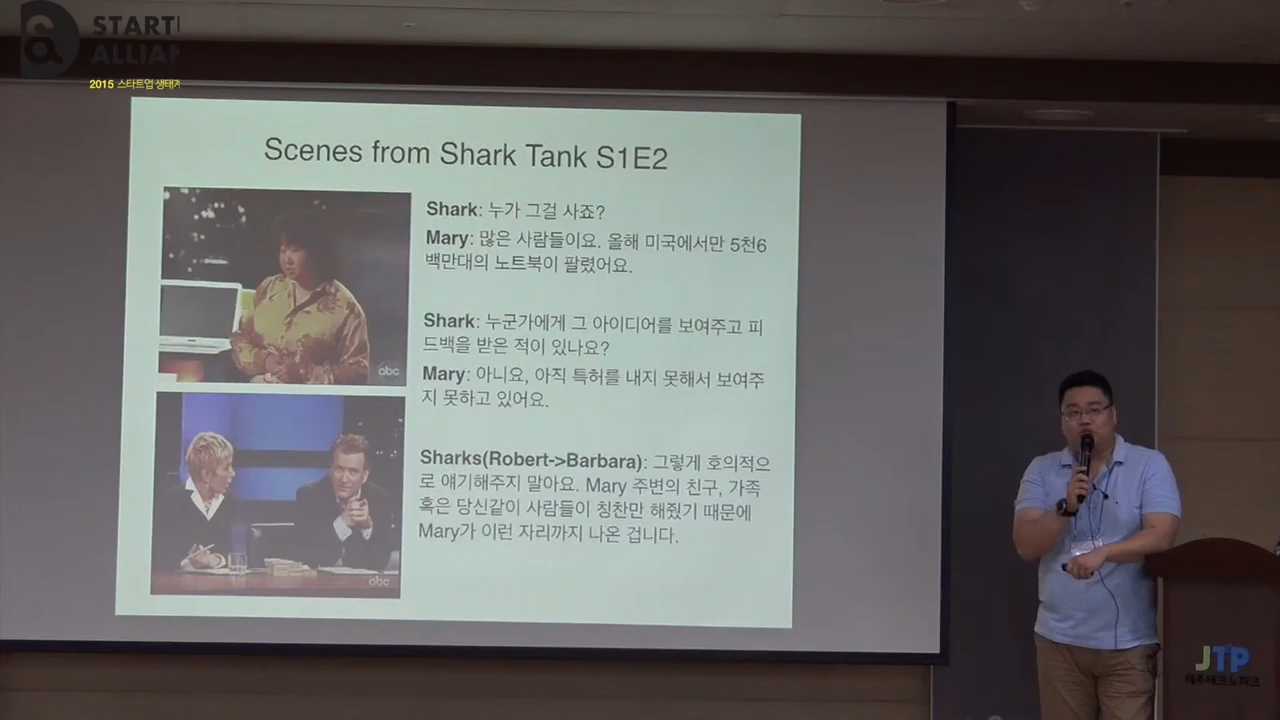 START
ALLIAN
2015 스타트업 생태계
Scenes from Shark Tank S1E2
Shark: 누가 그걸 사죠?
Mary: 많은 사람들이요. 올해 미국에서만 5천6
백만대의 노트북이 팔렸어요.
Shark: 누군가에게 그 아이디어를 보여주고 피
드백을 받은 적이 있나요?
Mary: 아니요, 아직 특허를 내지 못해서 보여주
지 못하고 있어요.
Sharks(Robert->Barbara): 그렇게 호의적으
로 얘기해주지 말아요. Mary 주변의 친구, 가족
혹은 당신같이 사람들이 칭찬만 해줬기 때문에
Mary가 이런 자리까지 나온 겁니다.
abc
abc
JTP
제주테크노파크